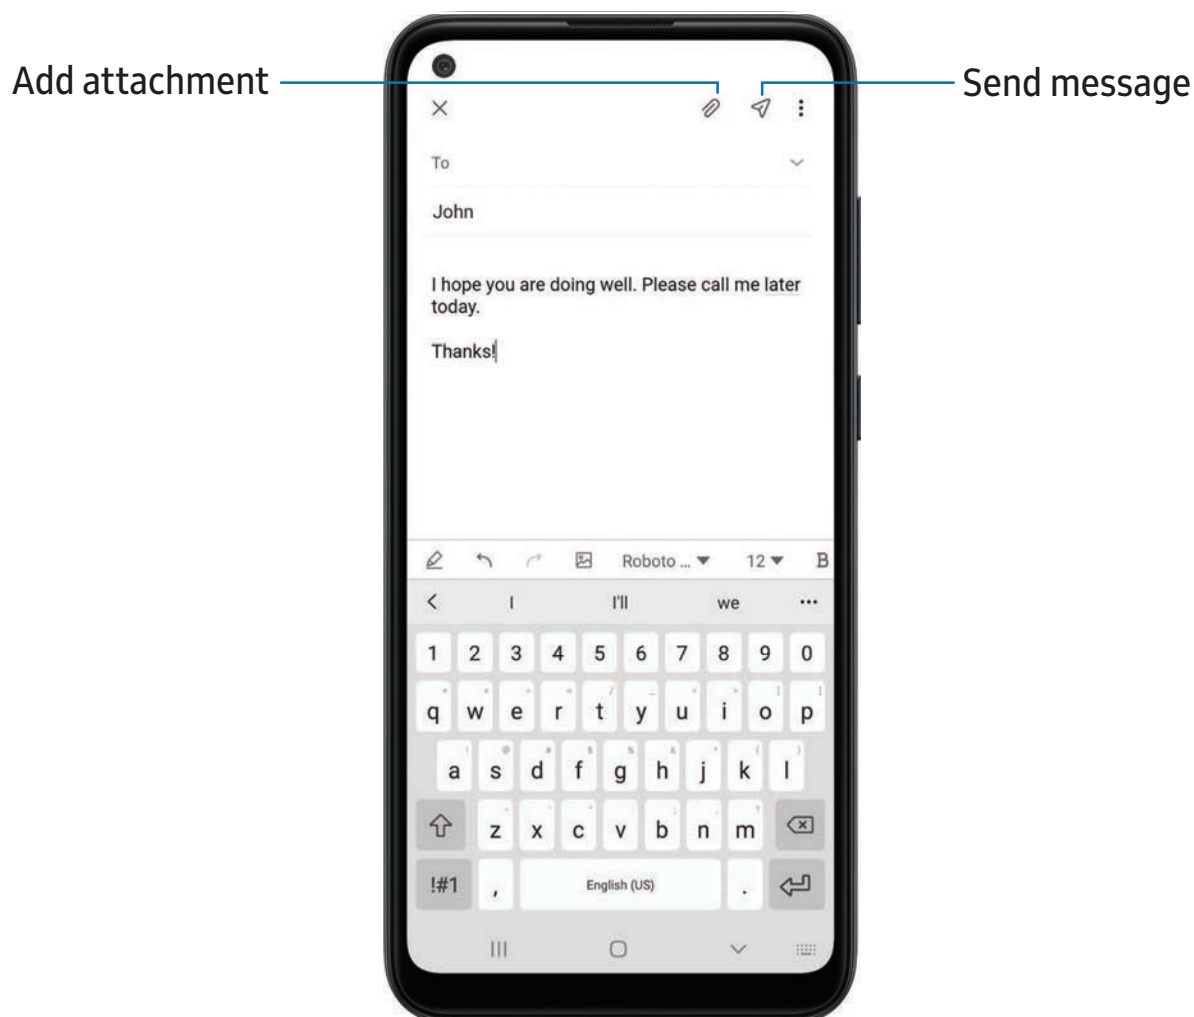 Add attachment
Send message
To
John
I hope you are doing well. Please call me later
today.
Thanks!
Roboto ... 12 B
I I'll we ...
1 2 3 4 5 6 7 8 9 0
q w e r t y u i o p
a s d f g h j k l
z x c v b n m
!#1 , English (US) .